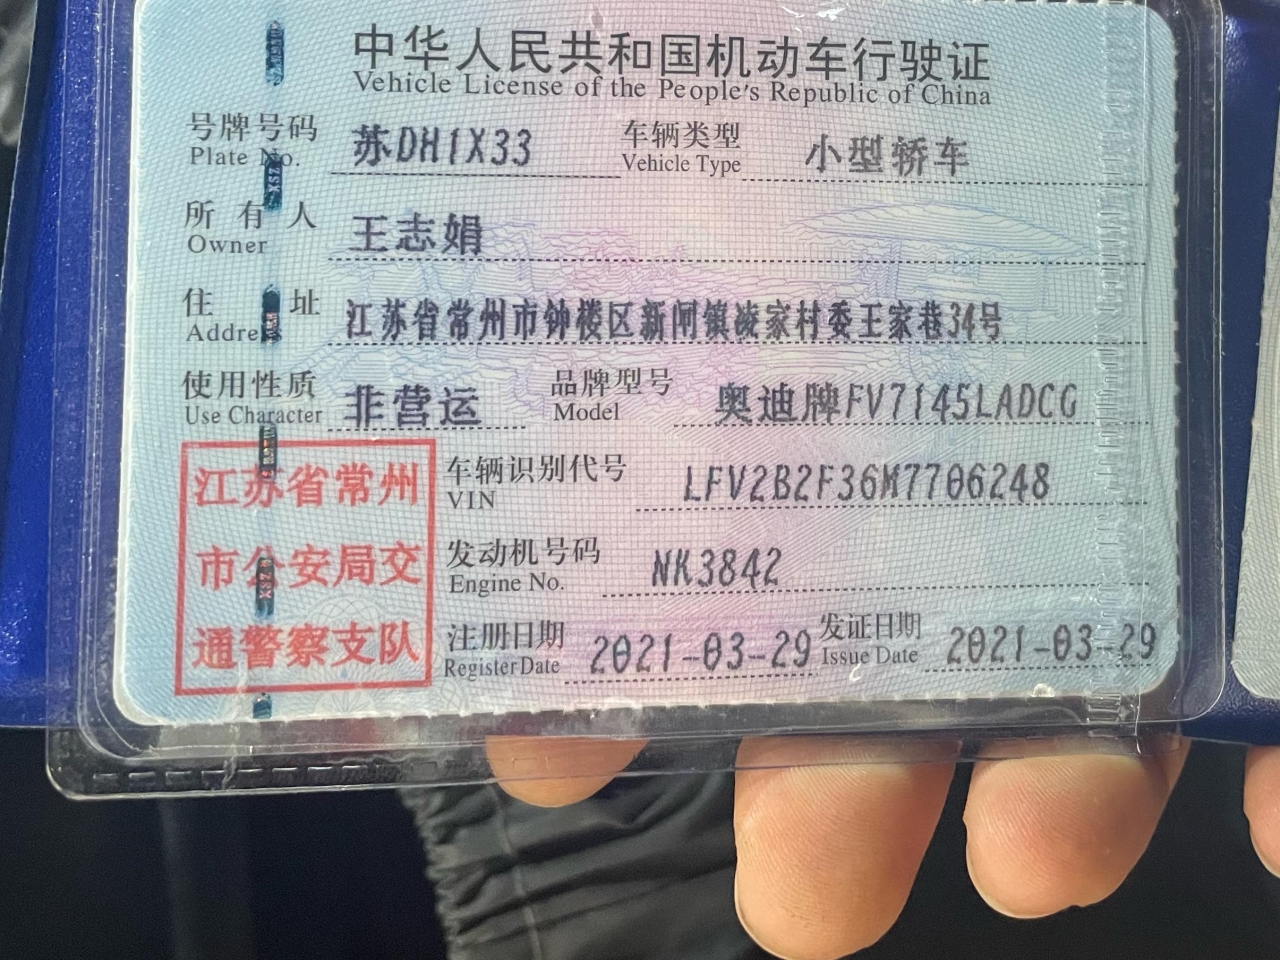 中华人民共和国机动车行驶证
Vehicle License of the People's Republic of China
号牌号码 苏DH1X33 车辆类型 小型轿车
Plate No. Vehicle Type
所有人 王志娟
Owner
住址 江苏省常州市钟楼区新闸镇凌家村委王家巷34号
Address
使用性质 非营运 品牌型号 奥迪牌FV7145LADCG
Use Character Model
车辆识别代号 LFV2B2F36M7706248
VIN
发动机号码 NK3842
Engine No.
注册日期 2021-03-29 发证日期 2021-03-29
Register Date Issue Date
江苏省常州
市公安局交
通警察支队